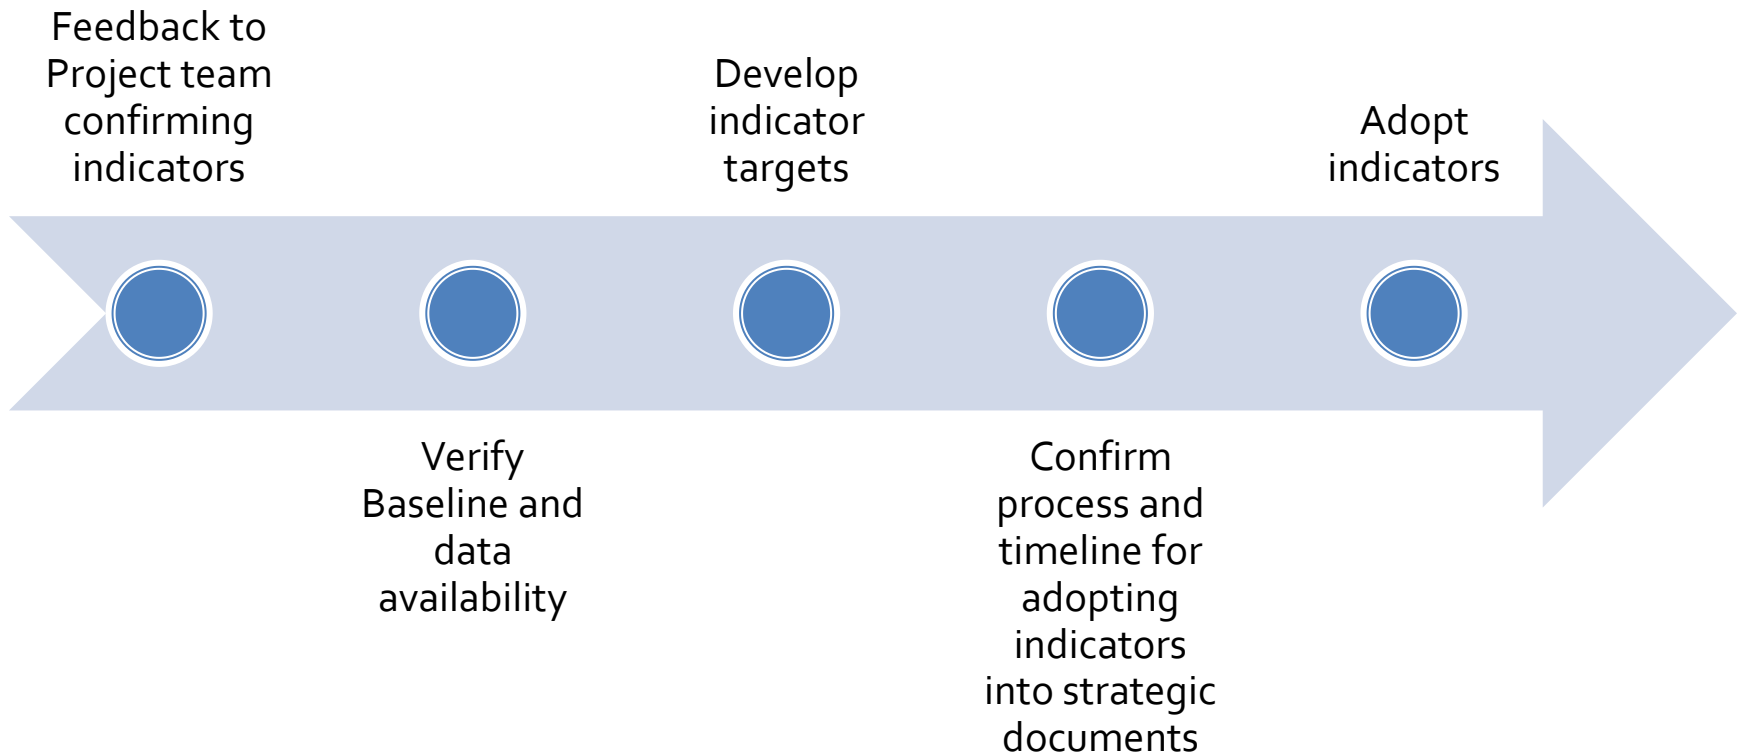 Feedback to
Project team
confirming
indicators
Verify
Baseline and
data
availability
Develop
indicator
targets
Confirm
process and
timeline for
adopting
indicators
into strategic
documents
Adopt
indicators